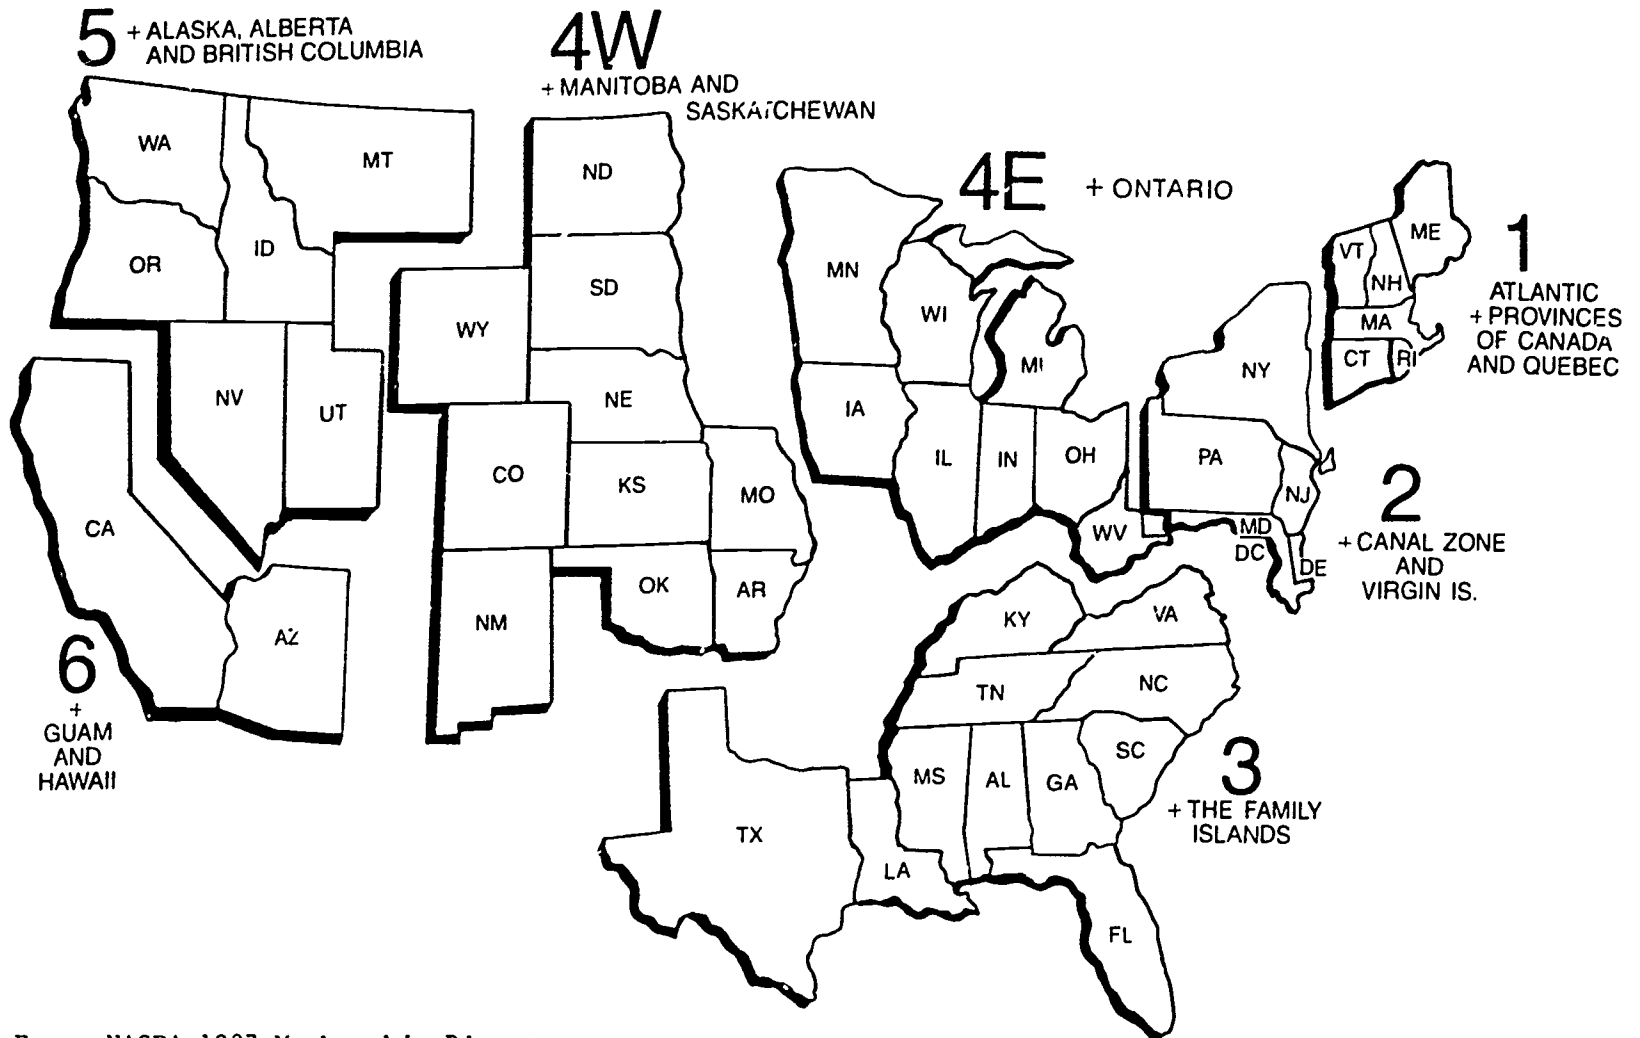 5 + ALASKA, ALBERTA
AND BRITISH COLUMBIA
4W
+ MANITOBA AND
SASKATCHEWAN
4E + ONTARIO
1
ATLANTIC
+ PROVINCES
OF CANADA
AND QUEBEC
2
+ CANAL ZONE
AND
VIRGIN IS.
3
+ THE FAMILY
ISLANDS
6
+
GUAM
AND
HAWAII
WA
MT
OR
ID
NV
UT
CA
AZ
ND
SD
WY
NE
CO
KS
MO
NM
OK
AR
MN
WI
MI
IA
IL
IN
OH
WV
ME
VT
NH
MA
CT
RI
NY
PA
NJ
MD
DC
DE
KY
VA
TN
NC
MS
AL
GA
SC
TX
LA
FL
NASPA 1987